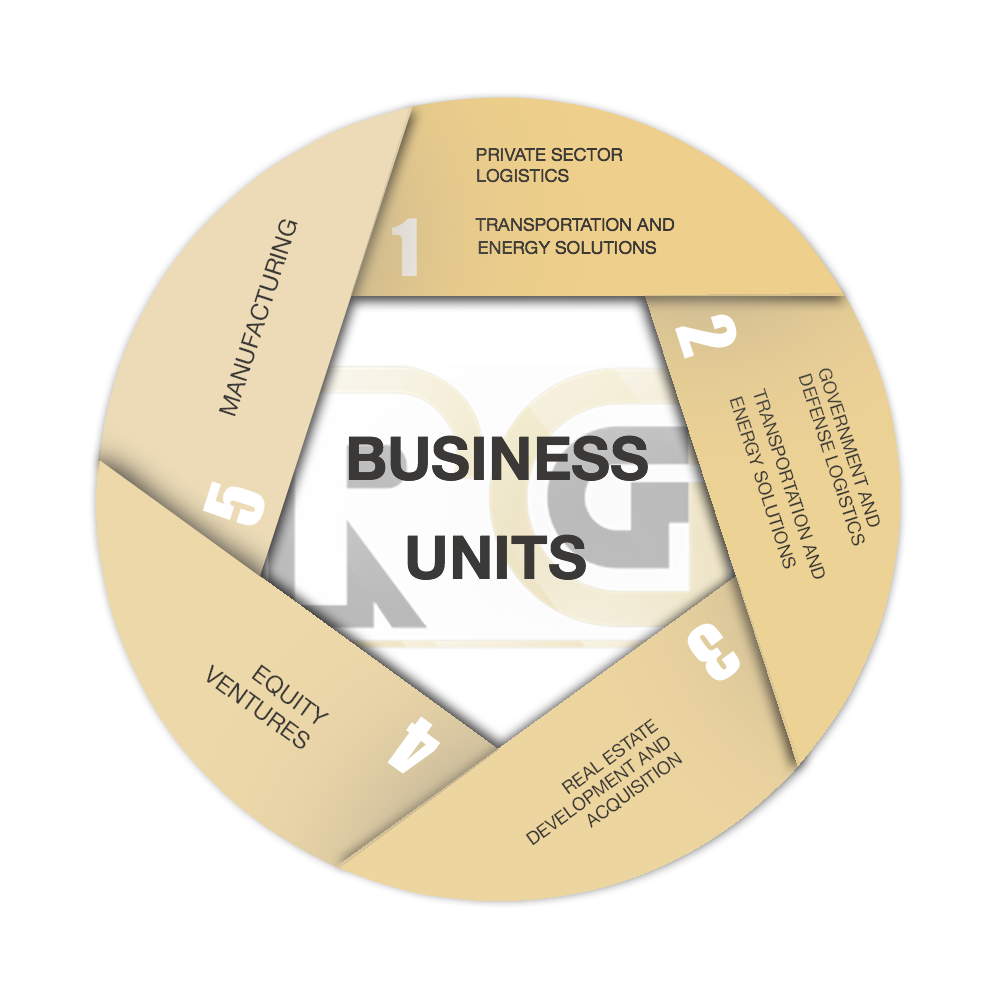 BUSINESS
UNITS
1
PRIVATE SECTOR
LOGISTICS
TRANSPORTATION AND
ENERGY SOLUTIONS
2
GOVERNMENT AND
DEFENSE LOGISTICS
TRANSPORTATION AND
ENERGY SOLUTIONS
3
REAL ESTATE
DEVELOPMENT AND
ACQUISITION
4
EQUITY
VENTURES
5
MANUFACTURING
RG